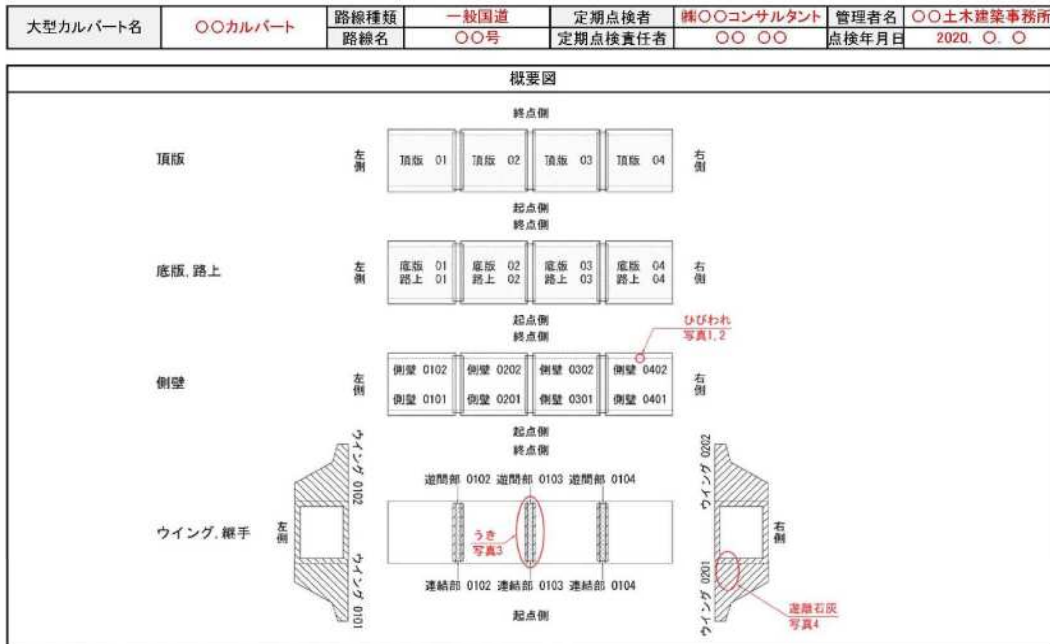 大型カルバート名 〇〇カルバート 路線種類 一般国道 定期点検者 ㈱〇〇コンサルタント 管理者名 〇〇土木建築事務所
路線名 〇〇号 定期点検責任者 〇〇 〇〇 点検年月日 2020. 〇. 〇
概要図
終点側
頂版 左側 頂版 01 頂版 02 頂版 03 頂版 04 右側
起点側
終点側
底版,路上 左側 底版 01 底版 02 底版 03 底版 04 右側
路上 01 路上 02 路上 03 路上 04
起点側
終点側
ひびわれ
写真1,2
側壁 左側 側壁 0102 側壁 0202 側壁 0302 側壁 0402 右側
側壁 0101 側壁 0201 側壁 0301 側壁 0401
起点側
終点側
ウイング 0102
ウイング 0202
遊間部 0102 遊間部 0103 遊間部 0104
ウイング,継手 左側 右側
うき
写真3
ウイング 0101
ウイング 0201
連結部 0102 連結部 0103 連結部 0104
起点側
遊離石灰
写真4